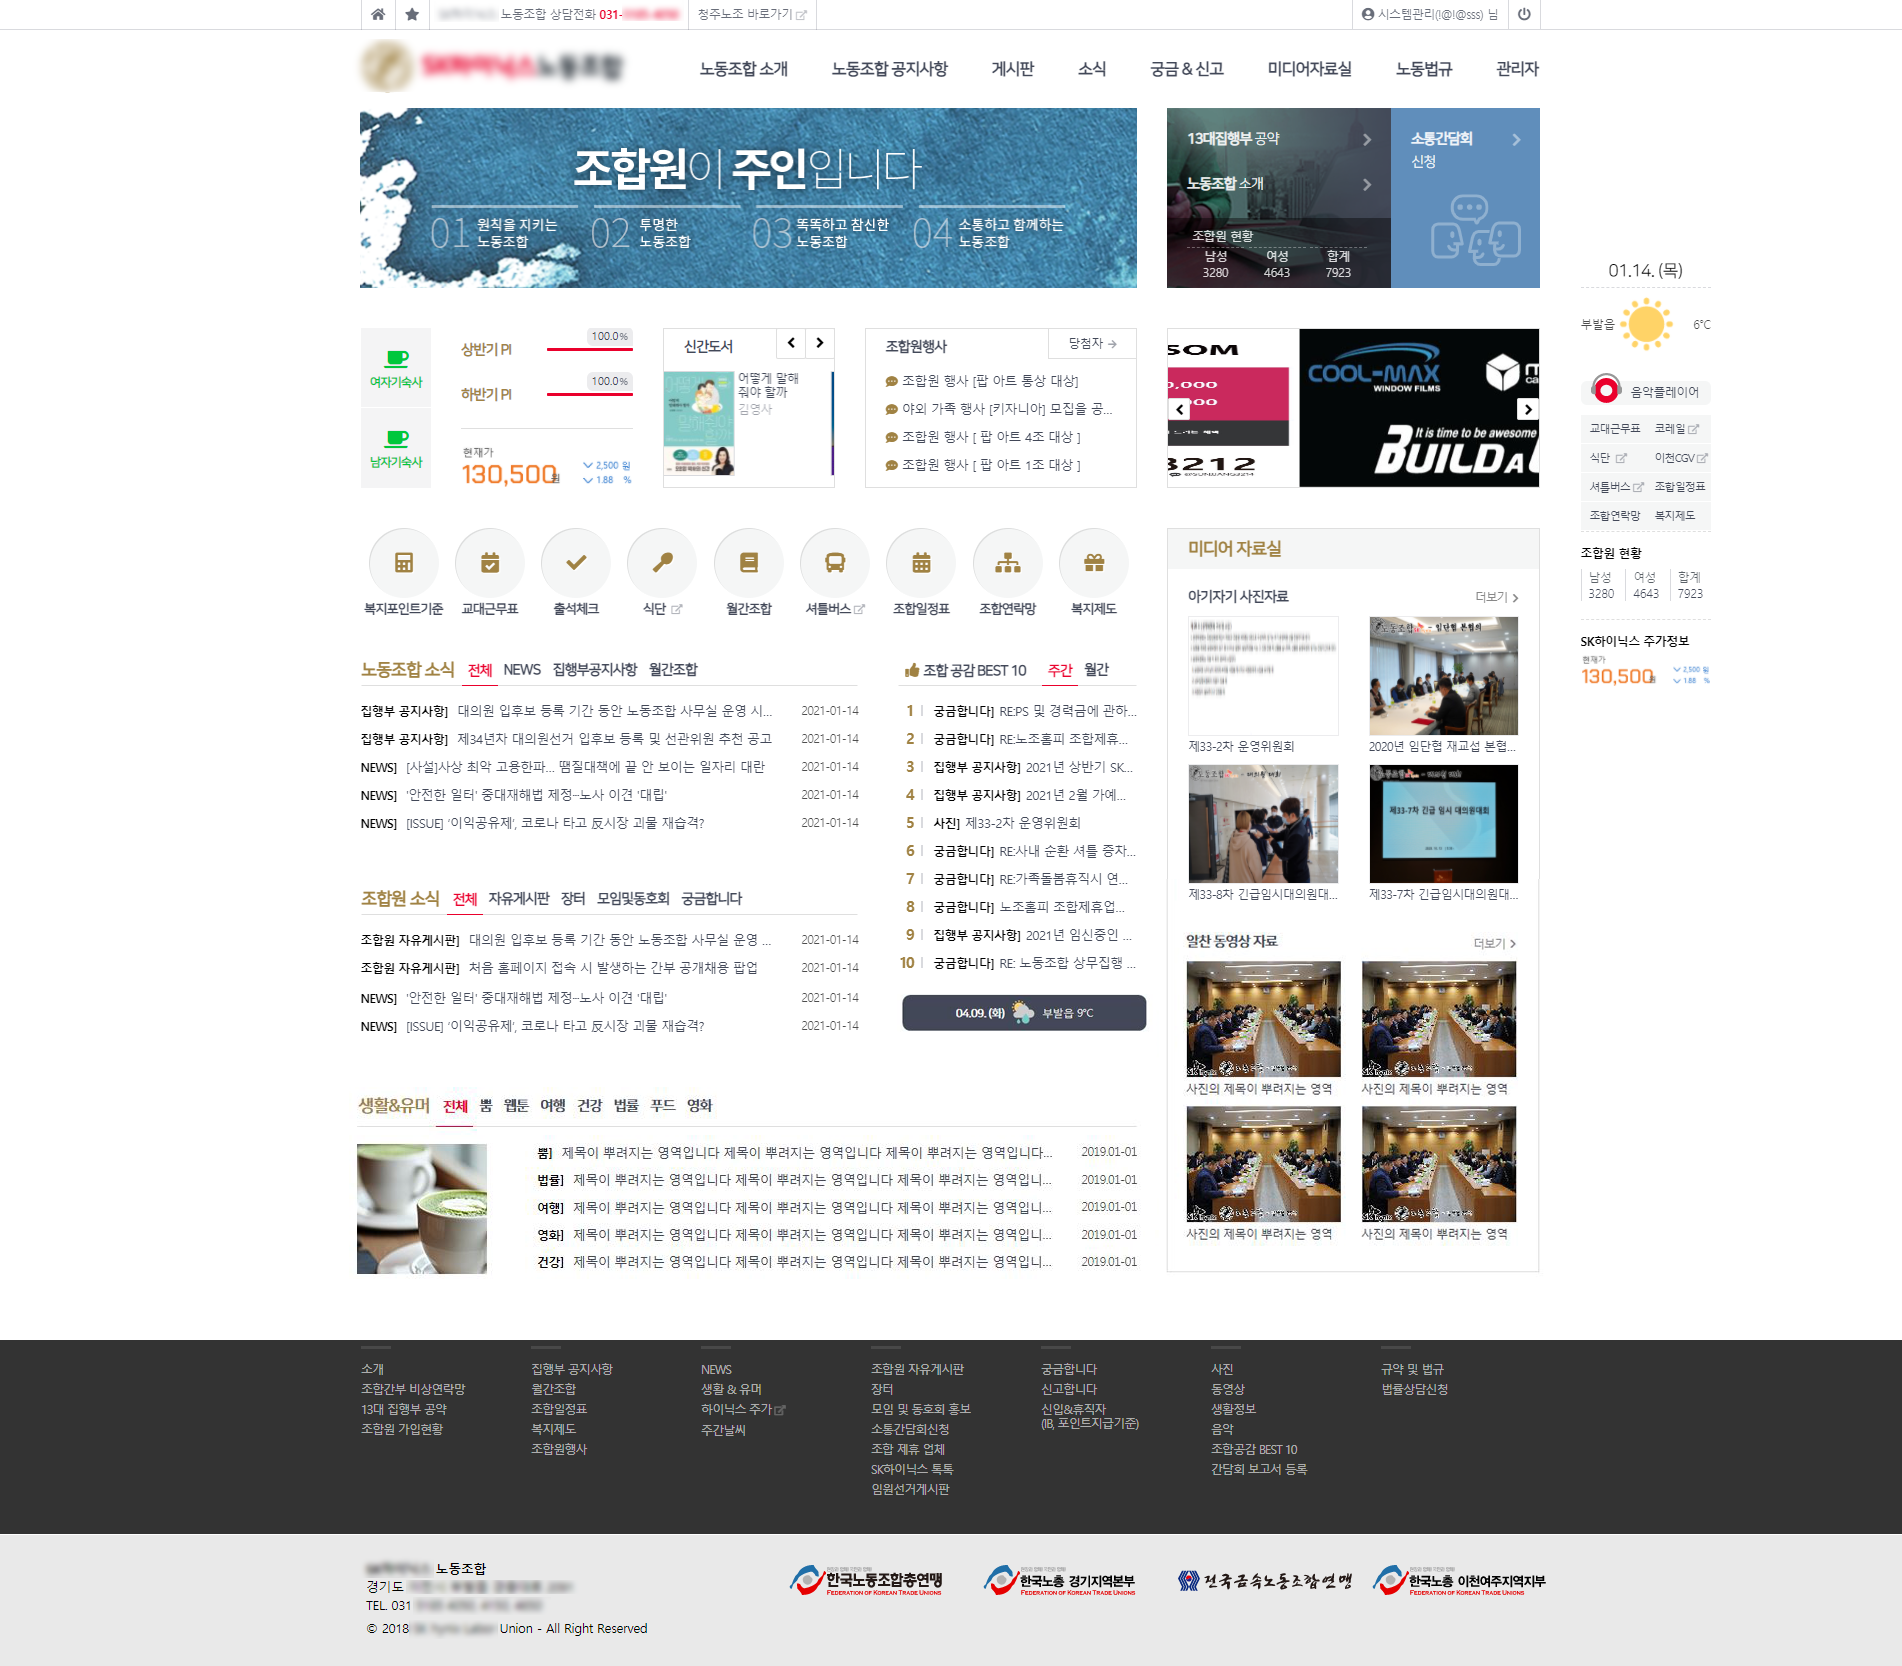 노동조합 상담전화 031-
청주노조 바로가기
시스템관리(!@!@sss) 님
SK하이닉스노동조합
노동조합 소개 노동조합 공지사항 게시판 소식 궁금 & 신고 미디어자료실 노동법규 관리자
조합원이 주인입니다
01 원칙을 지키는 노동조합
02 투명한 노동조합
03 똑똑하고 참신한 노동조합
04 소통하고 함께하는 노동조합
13대집행부 공약
노동조합 소개
조합원 현황
남성 여성 합계
3280 4643 7923
소통간담회
신청
01.14. (목)
부발읍 6°C
음악플레이어
교대근무표 코레일
식단 이천CGV
셔틀버스 조합일정표
조합연락망 복지제도
조합원 현황
남성 여성 합계
3280 4643 7923
SK하이닉스 주가정보
현재가
130,500원 2,500 원
1.88 %
여자기숙사
남자기숙사
상반기 PI 100.0%
하반기 PI 100.0%
현재가
130,500원 2,500 원
1.88 %
신간도서
어떻게 말해
줘야 할까
김영사
조합원행사 당첨자
조합원 행사 [팝 아트 통상 대상]
야외 가족 행사 [키자니아] 모집을 공...
조합원 행사 [ 팝 아트 4조 대상 ]
조합원 행사 [ 팝 아트 1조 대상 ]
SOM
COOL-MAX
WINDOW FILMS
It is time to be awesome
BUILD A
3212
복지포인트기준 교대근무표 출석체크 식단 월간조합 셔틀버스 조합일정표 조합연락망 복지제도
노동조합 소식 전체 NEWS 집행부공지사항 월간조합
집행부 공지사항] 대의원 입후보 등록 기간 동안 노동조합 사무실 운영 시... 2021-01-14
집행부 공지사항] 제34년차 대의원선거 입후보 등록 및 선관위원 추천 공고 2021-01-14
NEWS] [사설]사상 최악 고용한파... 땜질대책에 끝 안 보이는 일자리 대란 2021-01-14
NEWS] '안전한 일터' 중대재해법 제정···노사 이견 '대립' 2021-01-14
NEWS] [ISSUE] '이익공유제', 코로나 타고 反시장 괴물 재습격? 2021-01-14
조합원 소식 전체 자유게시판 장터 모임및동호회 궁금합니다
조합원 자유게시판] 대의원 입후보 등록 기간 동안 노동조합 사무실 운영 ... 2021-01-14
조합원 자유게시판] 처음 홈페이지 접속 시 발생하는 간부 공개채용 팝업 2021-01-14
NEWS] '안전한 일터' 중대재해법 제정···노사 이견 '대립' 2021-01-14
NEWS] [ISSUE] '이익공유제', 코로나 타고 反시장 괴물 재습격? 2021-01-14
조합 공감 BEST 10 주간 월간
1 궁금합니다] RE:PS 및 경력금에 관하...
2 궁금합니다] RE:노조홈피 조합제휴...
3 집행부 공지사항] 2021년 상반기 SK...
4 집행부 공지사항] 2021년 2월 가예...
5 사진] 제33-2차 운영위원회
6 궁금합니다] RE:사내 순환 셔틀 증차...
7 궁금합니다] RE:가족돌봄휴직시 연...
8 궁금합니다] 노조홈피 조합제휴업...
9 집행부 공지사항] 2021년 임신중인 ...
10 궁금합니다] RE: 노동조합 상무집행 ...
04.09. (화) 부발읍 9°C
미디어 자료실
아기자기 사진자료 더보기
노동조합 - 임단협 본협의
제33-2차 운영위원회 2020년 임단협 재교섭 본협...
노동조합 - 대의원 대회
제33-7차 긴급 임시 대의원대회
제33-8차 긴급임시대의원대... 제33-7차 긴급임시대의원대...
알찬 동영상 자료 더보기
사진의 제목이 뿌려지는 영역 사진의 제목이 뿌려지는 영역
사진의 제목이 뿌려지는 영역 사진의 제목이 뿌려지는 영역
생활&유머 전체 뿜 웹툰 여행 건강 법률 푸드 영화
뿜] 제목이 뿌려지는 영역입니다 제목이 뿌려지는 영역입니다 제목이 뿌려지는 영역입니다... 2019.01-01
법률] 제목이 뿌려지는 영역입니다 제목이 뿌려지는 영역입니다 제목이 뿌려지는 영역입니... 2019.01-01
여행] 제목이 뿌려지는 영역입니다 제목이 뿌려지는 영역입니다 제목이 뿌려지는 영역입니... 2019.01-01
영화] 제목이 뿌려지는 영역입니다 제목이 뿌려지는 영역입니다 제목이 뿌려지는 영역입니... 2019.01-01
건강] 제목이 뿌려지는 영역입니다 제목이 뿌려지는 영역입니다 제목이 뿌려지는 영역입니... 2019.01-01
소개
조합간부 비상연락망
13대 집행부 공약
조합원 가입현황
집행부 공지사항
월간조합
조합일정표
복지제도
조합원행사
NEWS
생활 & 유머
하이닉스 주가
주간날씨
조합원 자유게시판
장터
모임 및 동호회 홍보
소통간담회신청
조합 제휴 업체
SK하이닉스 톡톡
임원선거게시판
궁금합니다
신고합니다
신입&휴직자
(IB, 포인트지급기준)
사진
동영상
생활정보
음악
조합공감 BEST 10
간담회 보고서 등록
규약 및 법규
법률상담신청
노동조합
경기도
TEL. 031
© 2018 Union - All Right Reserved
한국노동조합총연맹
FEDERATION OF KOREAN TRADE UNIONS
한국노총 경기지역본부
FEDERATION OF KOREAN TRADE UNIONS
전국금속노동조합연맹
한국노총 이천여주지역지부
FEDERATION OF KOREAN TRADE UNIONS